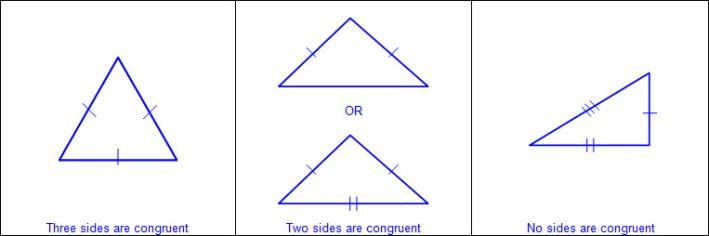 OR
Three sides are congruent
Two sides are congruent
No sides are congruent